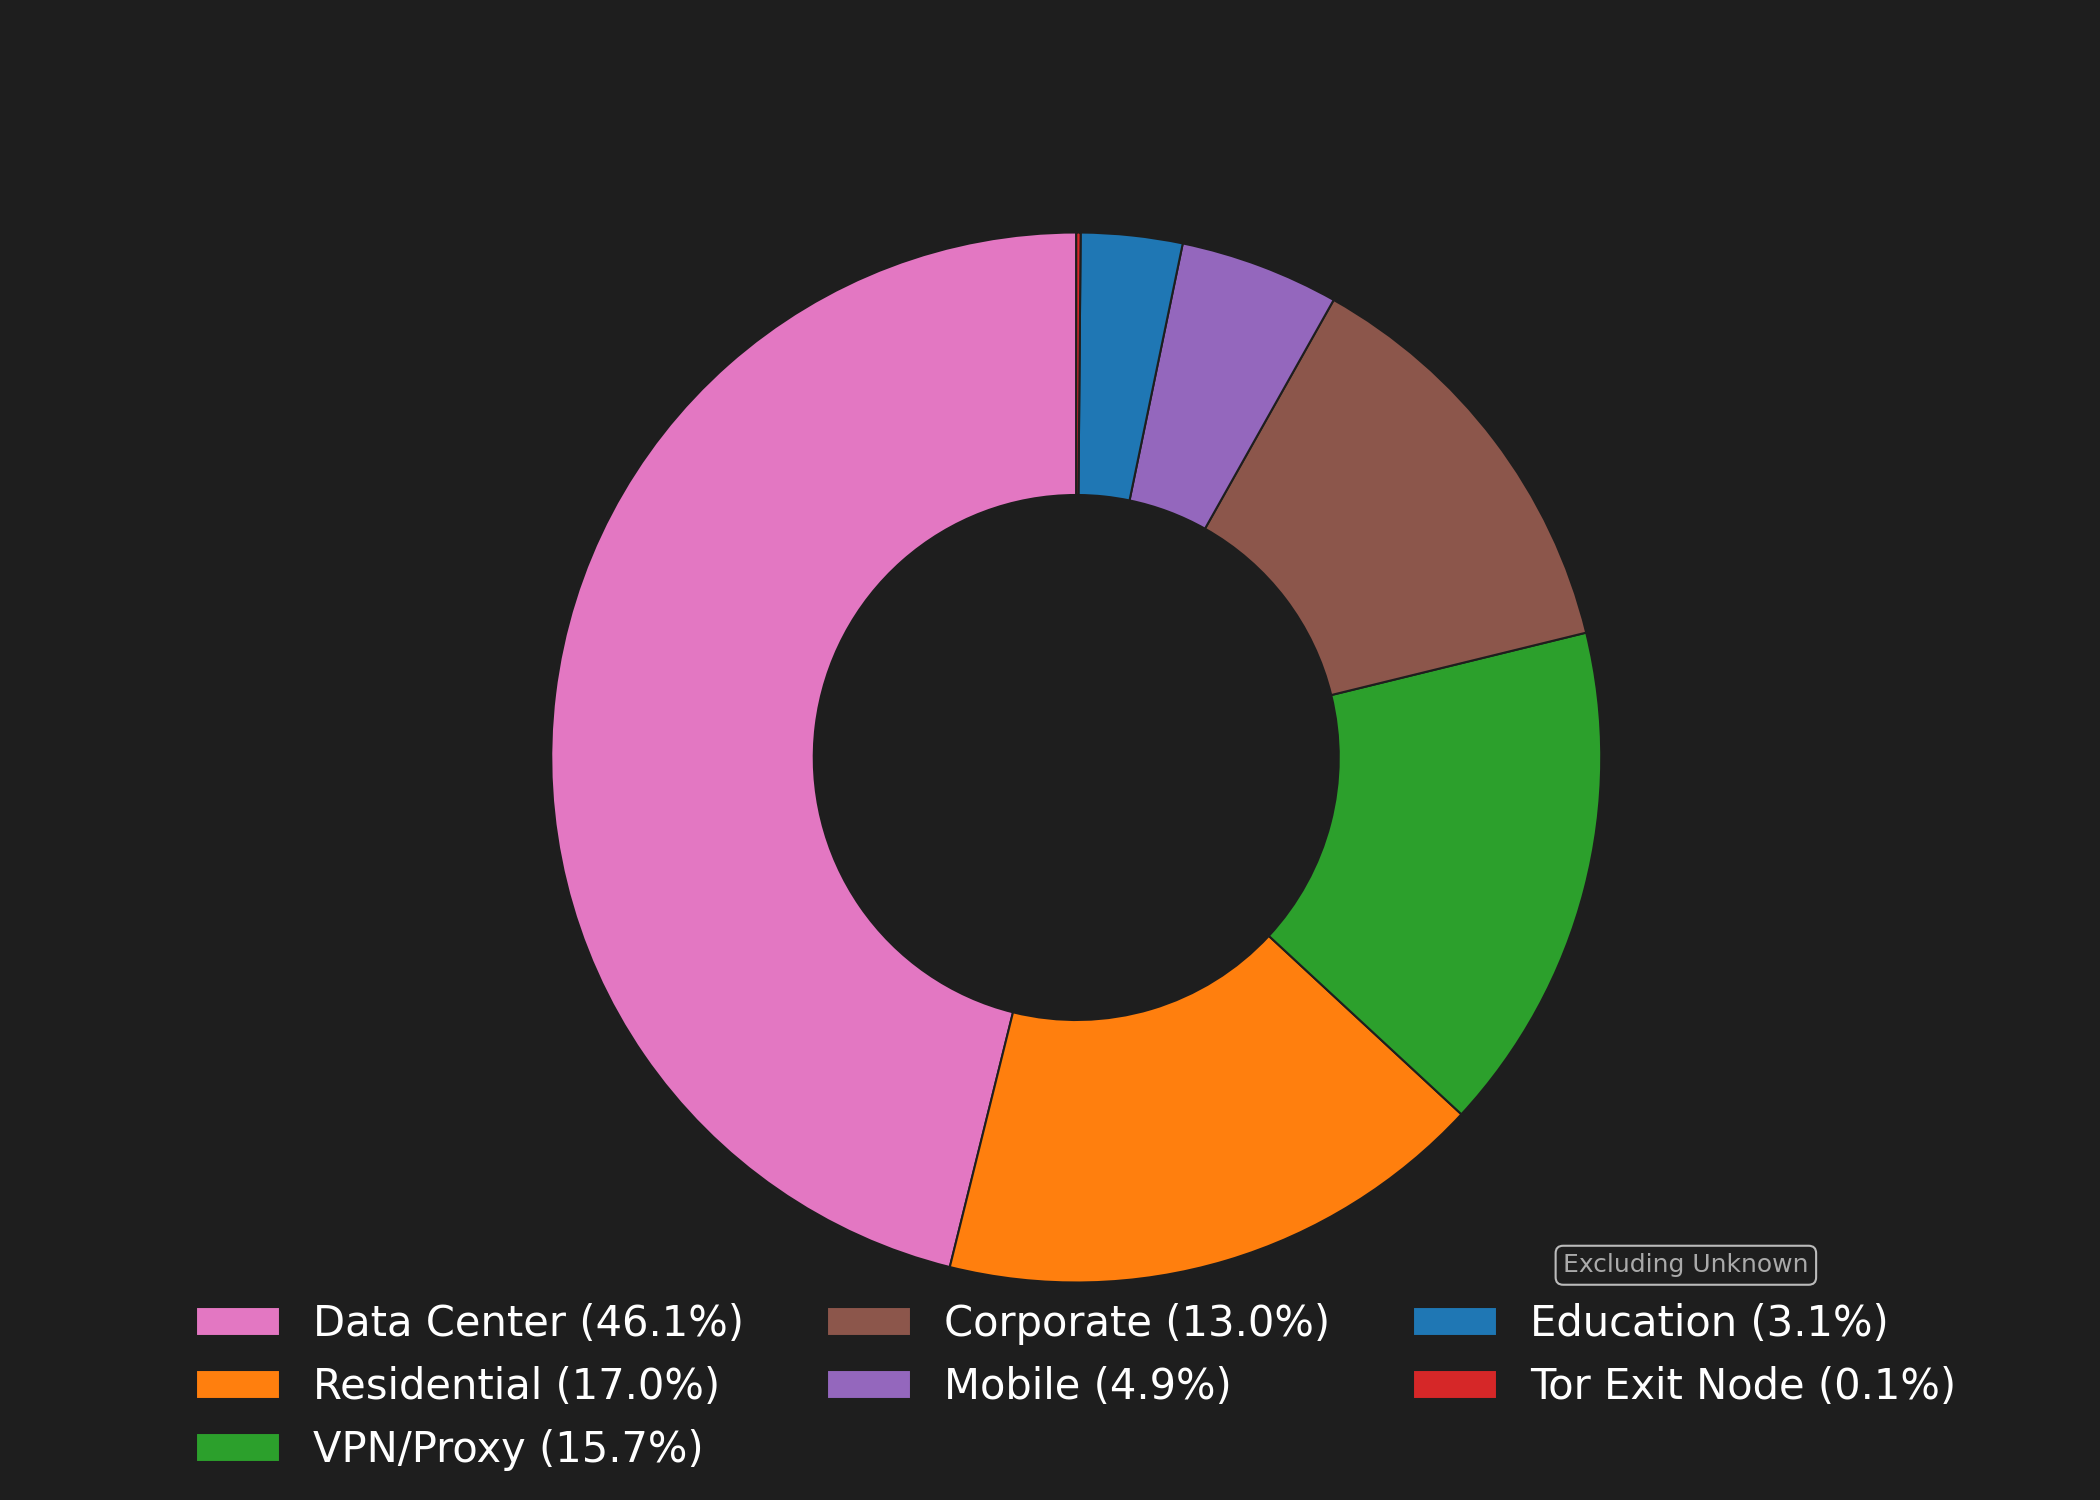 Excluding Unknown
Data Center (46.1%)
Residential (17.0%)
VPN/Proxy (15.7%)
Corporate (13.0%)
Mobile (4.9%)
Education (3.1%)
Tor Exit Node (0.1%)